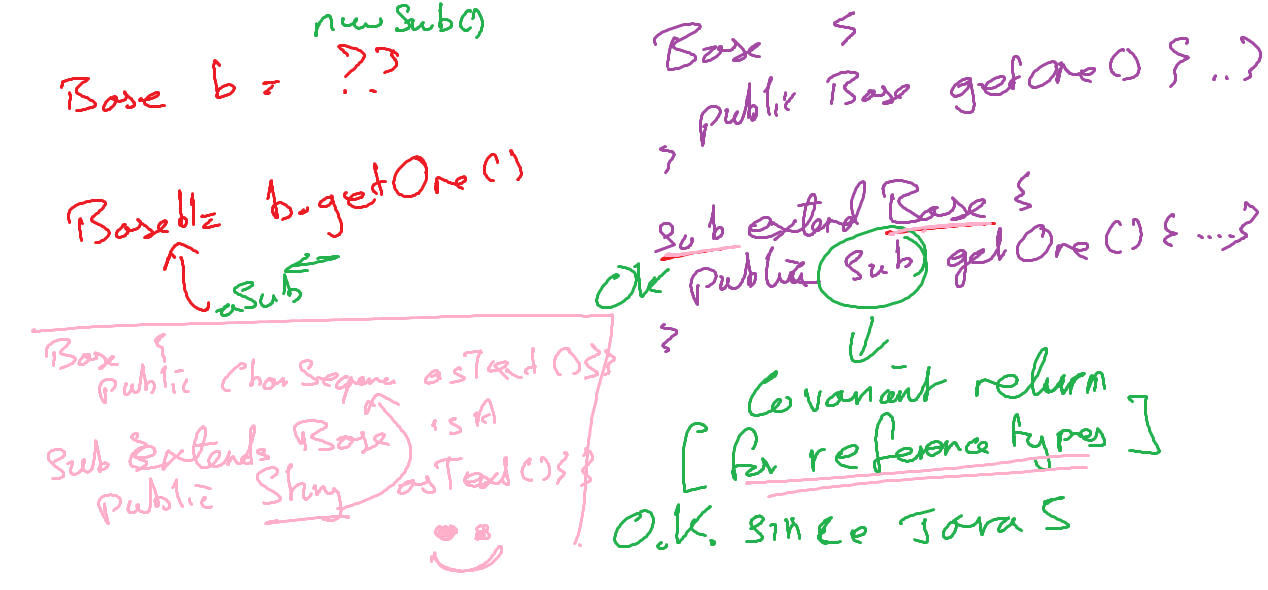 new Sub()
Base b = ??
Base b1= b.getOne()
aSub
Base {
public Base getOne() { .. }
}
Sub extend Base {
OK public Sub getOne() { .... }
}
Covariant return
[for reference types]
O.K. since Java 5
Base {
public CharSequence asText(){}}
isA
Sub extends Base {
public String asText(){}